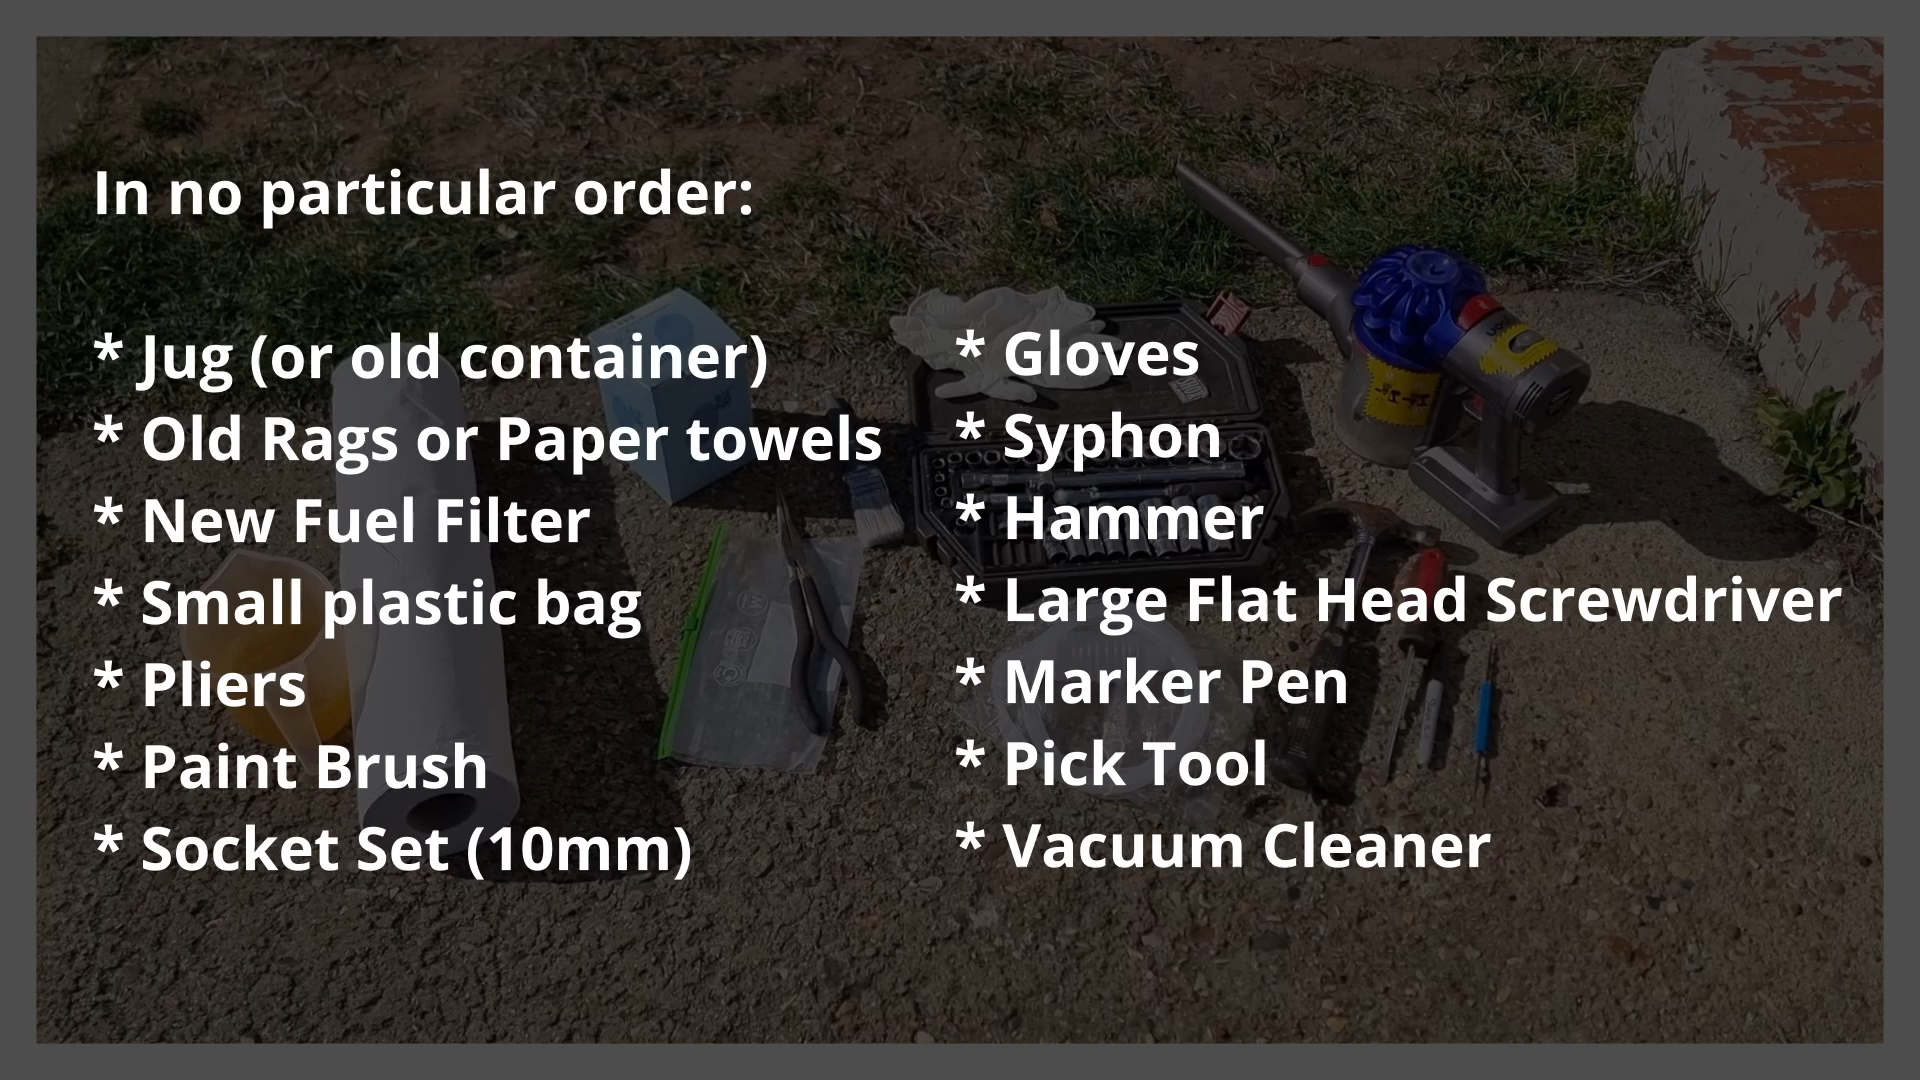 In no particular order:
* Jug (or old container)
* Old Rags or Paper towels
* New Fuel Filter
* Small plastic bag
* Pliers
* Paint Brush
* Socket Set (10mm)
* Gloves
* Syphon
* Hammer
* Large Flat Head Screwdriver
* Marker Pen
* Pick Tool
* Vacuum Cleaner